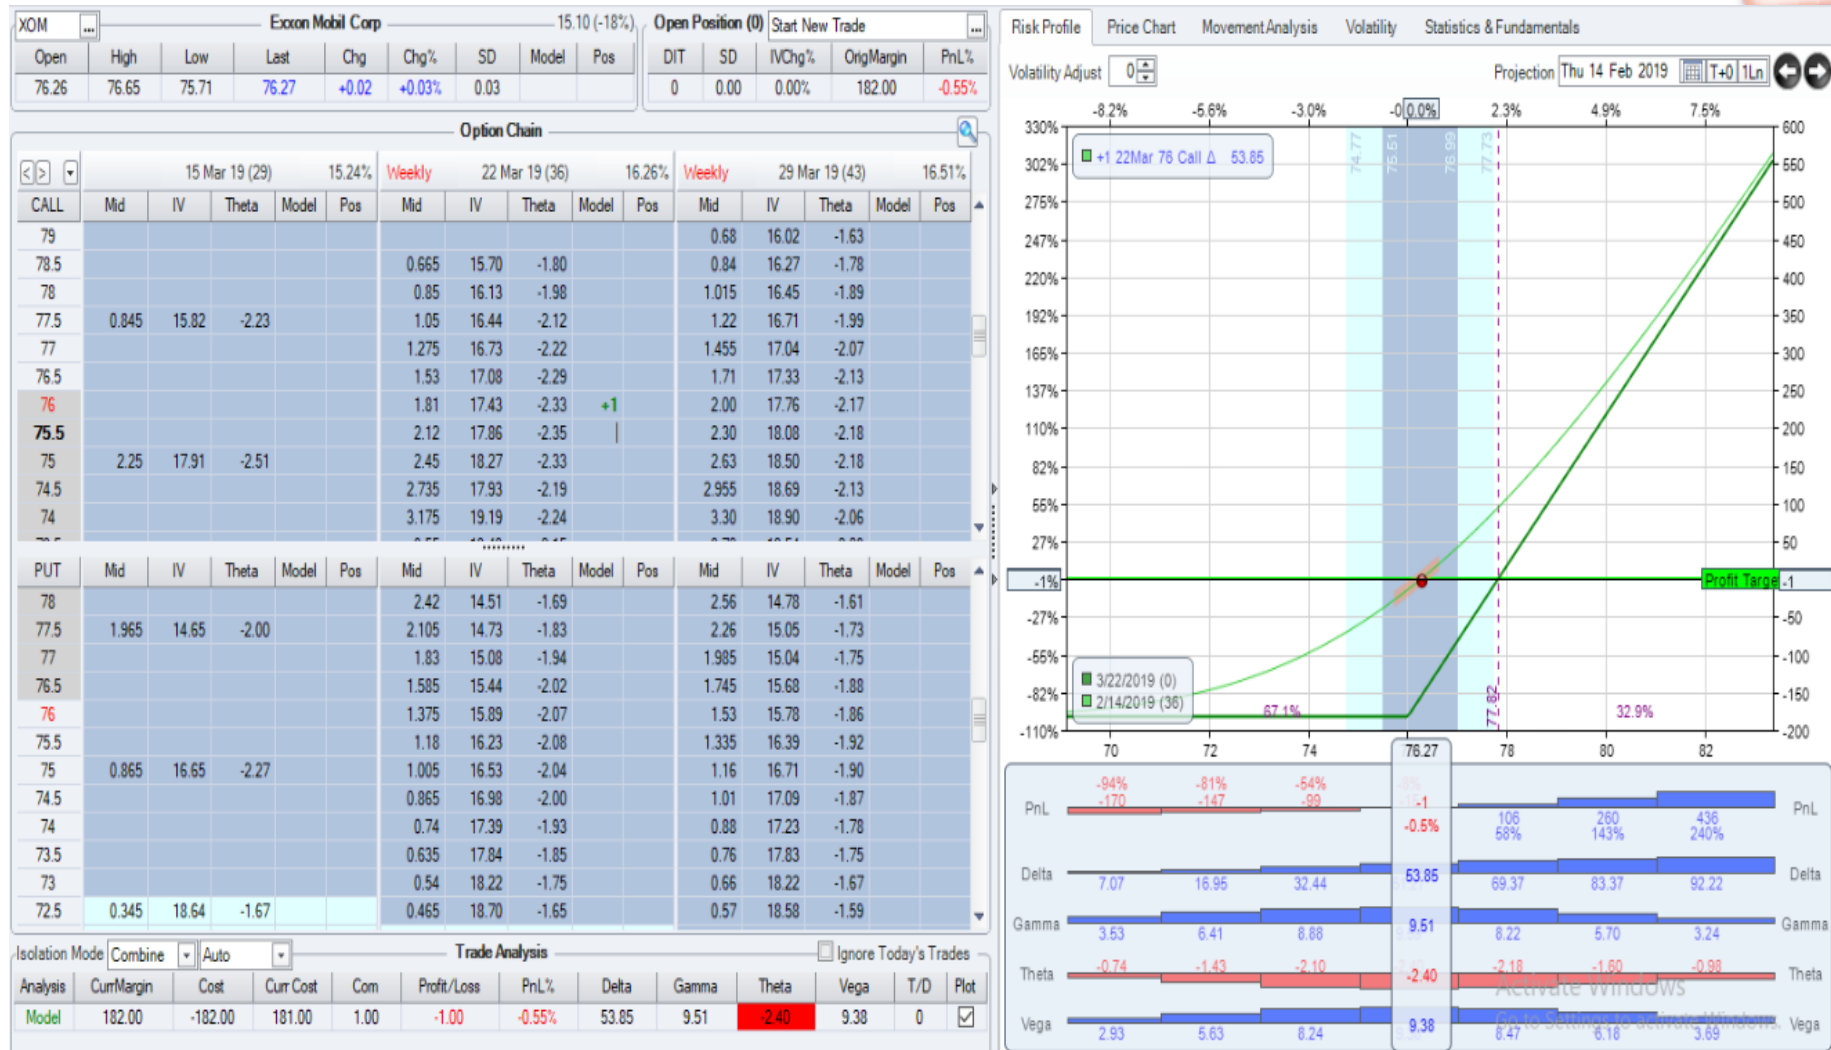 XOM ... Exxon Mobil Corp 15.10 (-18%)
Open High Low Last Chg Chg% SD Model Pos
76.26 76.65 75.71 76.27 +0.02 +0.03% 0.03
Open Position (0) Start New Trade ...
DIT SD IVChg% OrigMargin PnL%
0 0.00 0.00% 182.00 -0.55%
Option Chain
15 Mar 19 (29) 15.24% Weekly 22 Mar 19 (36) 16.26% Weekly 29 Mar 19 (43) 16.51%
CALL Mid IV Theta Model Pos Mid IV Theta Model Pos Mid IV Theta Model Pos
79 0.68 16.02 -1.63
78.5 0.665 15.70 -1.80 0.84 16.27 -1.78
78 0.85 16.13 -1.98 1.015 16.45 -1.89
77.5 0.845 15.82 -2.23 1.05 16.44 -2.12 1.22 16.71 -1.99
77 1.275 16.73 -2.22 1.455 17.04 -2.07
76.5 1.53 17.08 -2.29 1.71 17.33 -2.13
76 1.81 17.43 -2.33 +1 2.00 17.76 -2.17
75.5 2.12 17.86 -2.35 2.30 18.08 -2.18
75 2.25 17.91 -2.51 2.45 18.27 -2.33 2.63 18.50 -2.18
74.5 2.735 17.93 -2.19 2.955 18.69 -2.13
74 3.175 19.19 -2.24 3.30 18.90 -2.06
PUT Mid IV Theta Model Pos Mid IV Theta Model Pos Mid IV Theta Model Pos
78 2.42 14.51 -1.69 2.56 14.78 -1.61
77.5 1.965 14.65 -2.00 2.105 14.73 -1.83 2.26 15.05 -1.73
77 1.83 15.08 -1.94 1.985 15.04 -1.75
76.5 1.585 15.44 -2.02 1.745 15.68 -1.88
76 1.375 15.89 -2.07 1.53 15.78 -1.86
75.5 1.18 16.23 -2.08 1.335 16.39 -1.92
75 0.865 16.65 -2.27 1.005 16.53 -2.04 1.16 16.71 -1.90
74.5 0.865 16.98 -2.00 1.01 17.09 -1.87
74 0.74 17.39 -1.93 0.88 17.23 -1.78
73.5 0.635 17.84 -1.85 0.76 17.83 -1.75
73 0.54 18.22 -1.75 0.66 18.22 -1.67
72.5 0.345 18.64 -1.67 0.465 18.70 -1.65 0.57 18.58 -1.59
Isolation Mode Combine Auto Trade Analysis Ignore Today's Trades
Analysis CurrMargin Cost Curr Cost Com Profit/Loss PnL% Delta Gamma Theta Vega T/D Plot
Model 182.00 -182.00 181.00 1.00 -1.00 -0.55% 53.85 9.51 -2.40 9.38 0
Risk Profile Price Chart Movement Analysis Volatility Statistics & Fundamentals
Volatility Adjust 0 Projection Thu 14 Feb 2019 T+0 1Ln
-8.2% -5.6% -3.0% 0.0% 2.3% 4.9% 7.5%
330% 600
+1 22Mar 76 Call Δ 53.85
74.77 75.51 76.99 77.73
302% 550
275% 500
247% 450
220% 400
192% 350
165% 300
137% 250
110% 200
82% 150
55% 100
27% 50
-1% Profit Targe -1
-27% -50
-55% -100
-82% -150
3/22/2019 (0)
2/14/2019 (36)
67.1% 77.82 32.9%
-110% -200
70 72 74 76.27 78 80 82
PnL -94% -81% -54% PnL
-170 -147 -99 -1 106 260 436
-0.5% 58% 143% 240%
Delta 7.07 16.95 32.44 53.85 69.37 83.37 92.22 Delta
Gamma 3.53 6.41 8.88 9.51 8.22 5.70 3.24 Gamma
Theta -0.74 -1.43 -2.10 -2.40 -2.18 -1.60 -0.98 Theta
Activate Windows
Go to Settings to activate Windows.
Vega 2.93 5.63 8.24 9.38 8.47 6.18 3.69 Vega